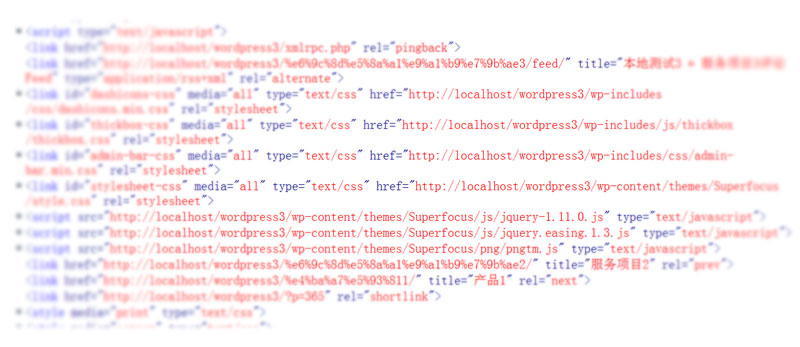 <script type="text/javascript">
<link href="http://localhost/wordpress3/xmlrpc.php" rel="pingback">
<link href="http://localhost/wordpress3/%e6%9c%8d%e5%8a%a1%e9%a1%b9%e7%9b%ae3/feed/" title="本地测试3 » 服务项目3评论
Feed" type="application/rss+xml" rel="alternate">
<link id="dashicons-css" media="all" type="text/css" href="http://localhost/wordpress3/wp-includes
/css/dashicons.min.css" rel="stylesheet">
<link id="thickbox-css" media="all" type="text/css" href="http://localhost/wordpress3/wp-includes/js/thickbox
/thickbox.css" rel="stylesheet">
<link id="admin-bar-css" media="all" type="text/css" href="http://localhost/wordpress3/wp-includes/css/admin-
bar.min.css" rel="stylesheet">
<link id="stylesheet-css" media="all" type="text/css" href="http://localhost/wordpress3/wp-content/themes/Superfocus
/style.css" rel="stylesheet">
<script src="http://localhost/wordpress3/wp-content/themes/Superfocus/js/jquery-1.11.0.js" type="text/javascript">
<script src="http://localhost/wordpress3/wp-content/themes/Superfocus/js/jquery.easing.1.3.js" type="text/javascript">
<script src="http://localhost/wordpress3/wp-content/themes/Superfocus/png/pngtm.js" type="text/javascript">
<link href="http://localhost/wordpress3/%e6%9c%8d%e5%8a%a1%e9%a1%b9%e7%9b%ae2/" title="服务项目2" rel="prev">
<link href="http://localhost/wordpress3/%e4%ba%a7%e5%93%811/" title="产品1" rel="next">
<link href="http://localhost/wordpress3/?p=365" rel="shortlink">
<style media="print" type="text/css">